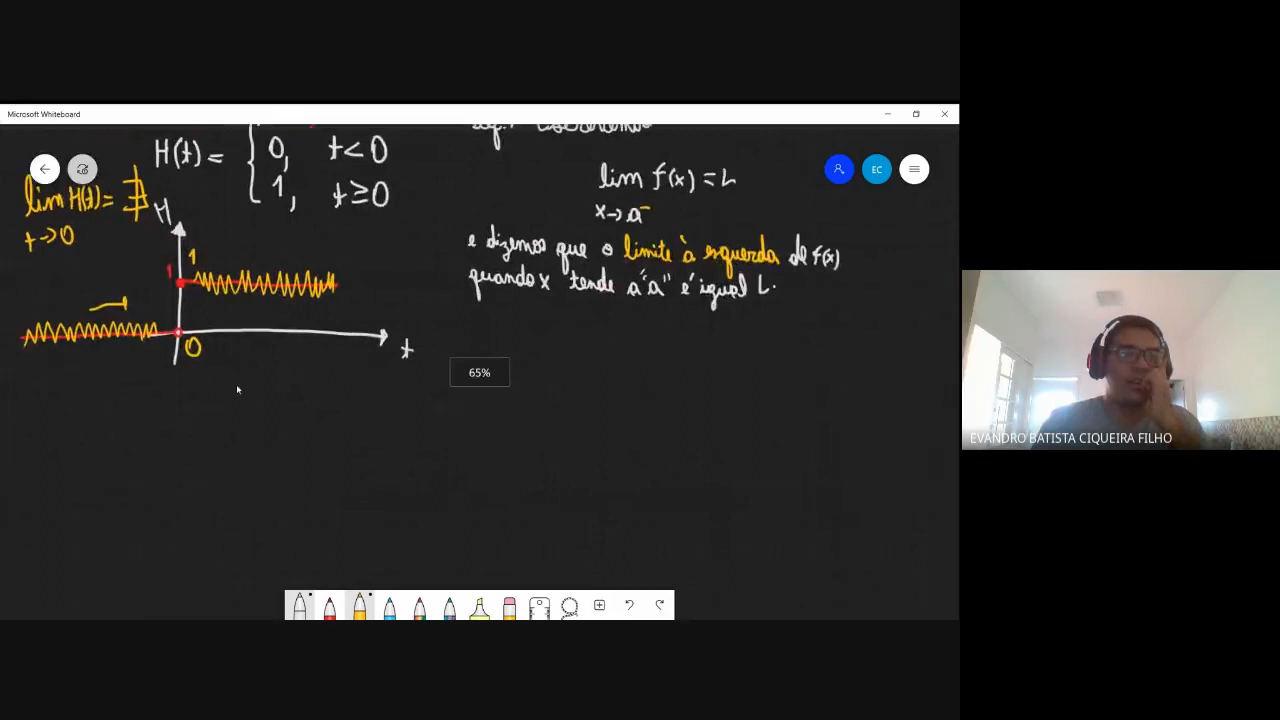 Microsoft Whiteboard
H(t) = { 0, t < 0
1, t ≥ 0
lim H(t) = ∄
t → 0
H
1
1
0
t
lim f(x) = L
x → a⁻
e dizemos que o limite à esquerda de f(x)
quando x tende a "a" é igual L.
65%
EC
EVANDRO BATISTA CIQUEIRA FILHO